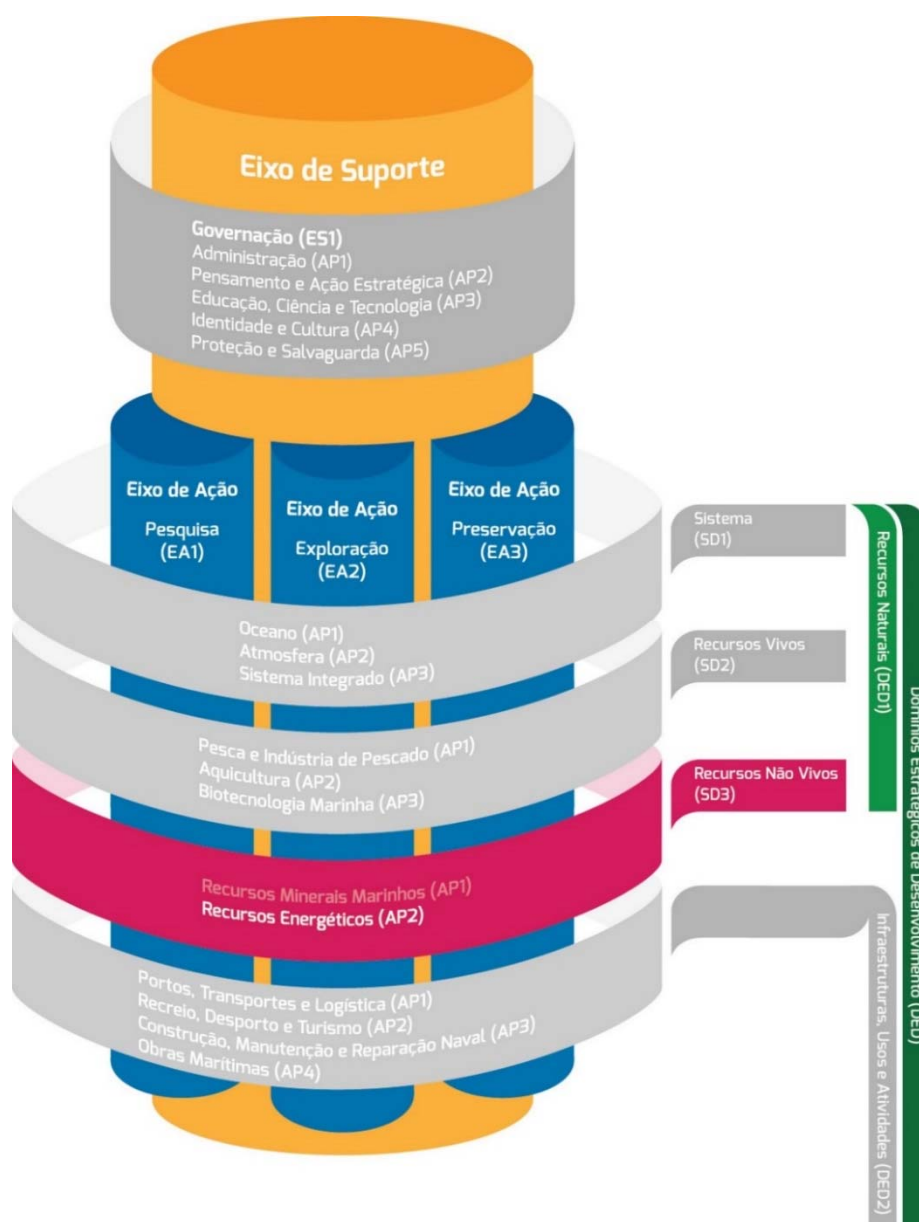 Eixo de Suporte
Governação (ES1)
Administração (AP1)
Pensamento e Ação Estratégica (AP2)
Educação, Ciência e Tecnologia (AP3)
Identidade e Cultura (AP4)
Proteção e Salvaguarda (AP5)
Eixo de Ação
Pesquisa
(EA1)
Eixo de Ação
Exploração
(EA2)
Eixo de Ação
Preservação
(EA3)
Oceano (AP1)
Atmosfera (AP2)
Sistema Integrado (AP3)
Pesca e Indústria de Pescado (AP1)
Aquicultura (AP2)
Biotecnologia Marinha (AP3)
Recursos Minerais Marinhos (AP1)
Recursos Energéticos (AP2)
Portos, Transportes e Logística (AP1)
Recreio, Desporto e Turismo (AP2)
Construção, Manutenção e Reparação Naval (AP3)
Obras Marítimas (AP4)
Sistema
(SD1)
Recursos Vivos
(SD2)
Recursos Não Vivos
(SD3)
Recursos Naturais (DED1)
Infraestruturas, Usos e Atividades (DED2)
Domínios Estratégicos de Desenvolvimento (DED)